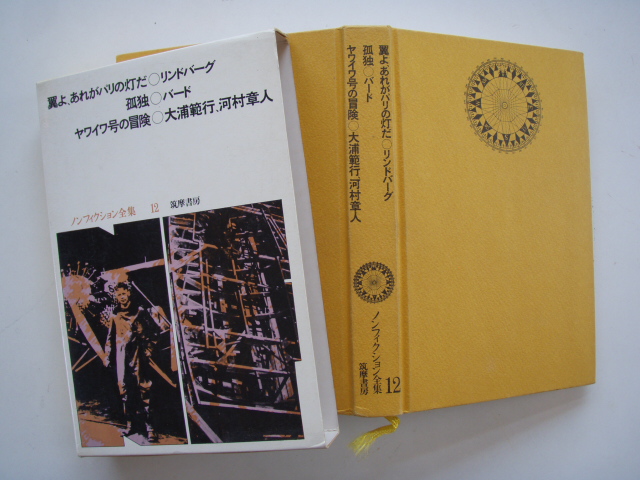 翼よ、あれがパリの灯だ○リンドバーグ
孤独○バード
ヤワイワ号の冒険○大浦範行、河村章人
ノンフィクション全集 12 筑摩書房
翼よ、あれがパリの灯だ○リンドバーグ
孤独○バード
ヤワイワ号の冒険○大浦範行、河村章人
ノンフィクション全集12
筑摩書房